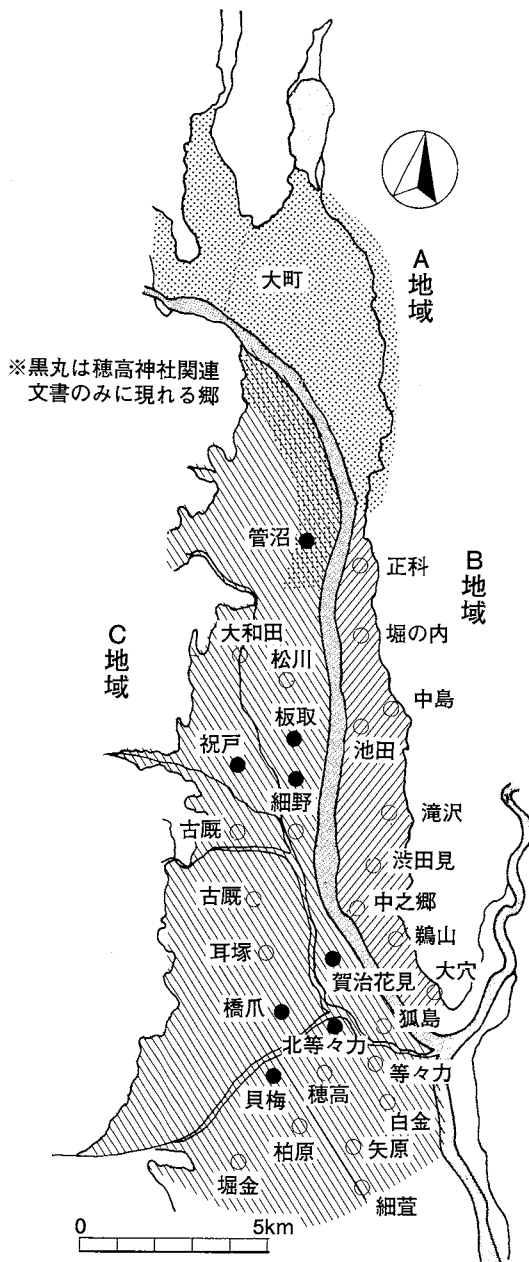 大町
A地域
※黒丸は穂高神社関連
文書のみに現れる郷
菅沼
正科
B地域
堀の内
C地域
大和田
松川
中島
板取
池田
祝戸
細野
滝沢
古厩
渋田見
古厩
中之郷
鵜山
耳塚
大穴
賀治花見
橋爪
狐島
北等々力
等々力
貝梅
穂高
白金
柏原
矢原
堀金
細萱
0 5km